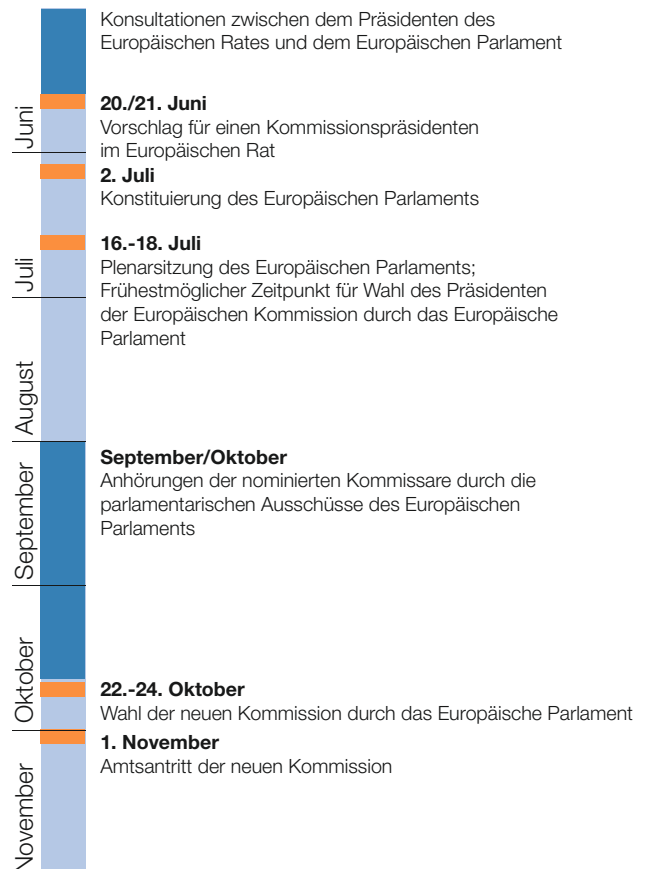 Konsultationen zwischen dem Präsidenten des
Europäischen Rates und dem Europäischen Parlament
Juni
20./21. Juni
Vorschlag für einen Kommissionspräsidenten
im Europäischen Rat
2. Juli
Konstituierung des Europäischen Parlaments
Juli
16.-18. Juli
Plenarsitzung des Europäischen Parlaments;
Frühestmöglicher Zeitpunkt für Wahl des Präsidenten
der Europäischen Kommission durch das Europäische
Parlament
August
September
September/Oktober
Anhörungen der nominierten Kommissare durch die
parlamentarischen Ausschüsse des Europäischen
Parlaments
Oktober
22.-24. Oktober
Wahl der neuen Kommission durch das Europäische Parlament
November
1. November
Amtsantritt der neuen Kommission